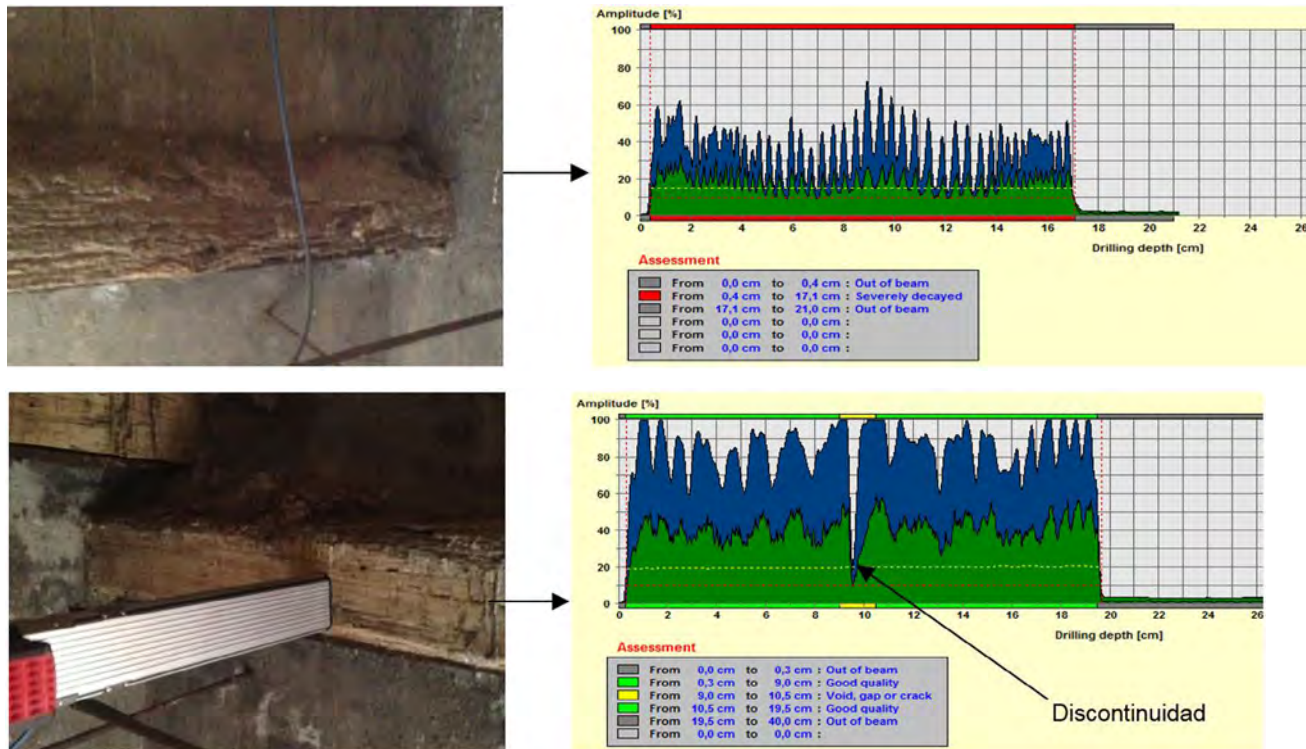 Amplitude [%]
100
80
60
40
20
0
0 2 4 6 8 10 12 14 16 18 20 22 24 26
Drilling depth [cm]
Assessment
From 0,0 cm to 0,4 cm : Out of beam
From 0,4 cm to 17,1 cm : Severely decayed
From 17,1 cm to 21,0 cm : Out of beam
From 0,0 cm to 0,0 cm :
From 0,0 cm to 0,0 cm :
From 0,0 cm to 0,0 cm :
Amplitude [%]
100
80
60
40
20
0
0 2 4 6 8 10 12 14 16 18 20 22 24 26
Drilling depth [cm]
Assessment
From 0,0 cm to 0,3 cm : Out of beam
From 0,3 cm to 9,0 cm : Good quality
From 9,0 cm to 10,5 cm : Void, gap or crack
From 10,5 cm to 19,5 cm : Good quality
From 19,5 cm to 40,0 cm : Out of beam
From 0,0 cm to 0,0 cm :
Discontinuidad